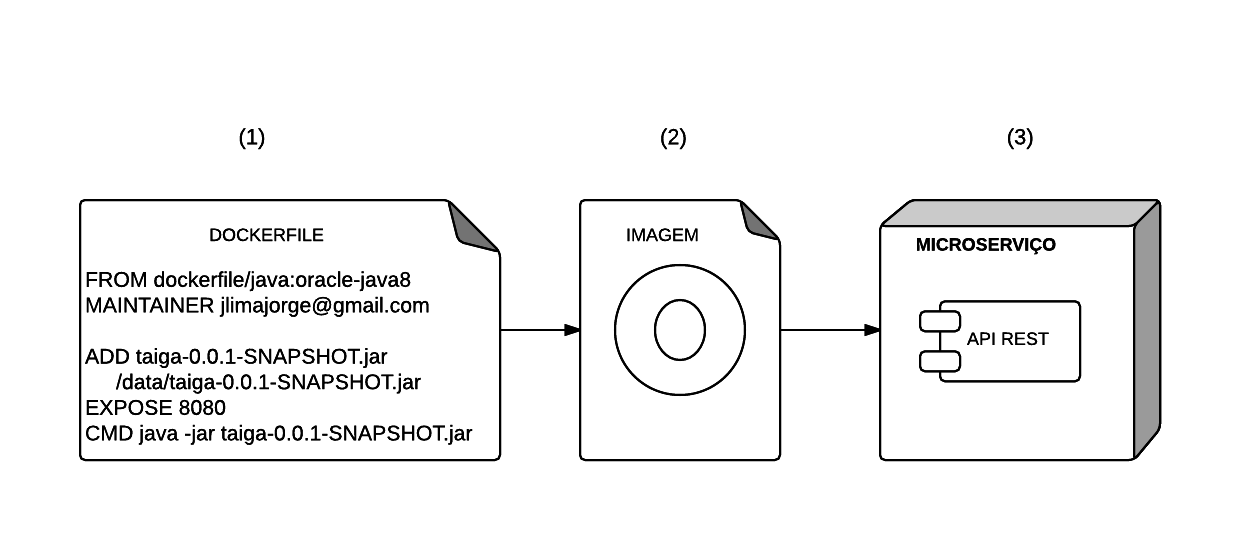 (1)
(2)
(3)
DOCKERFILE
FROM dockerfile/java:oracle-java8
MAINTAINER jlimajorge@gmail.com
ADD taiga-0.0.1-SNAPSHOT.jar
/data/taiga-0.0.1-SNAPSHOT.jar
EXPOSE 8080
CMD java -jar taiga-0.0.1-SNAPSHOT.jar
IMAGEM
MICROSERVIÇO
API REST